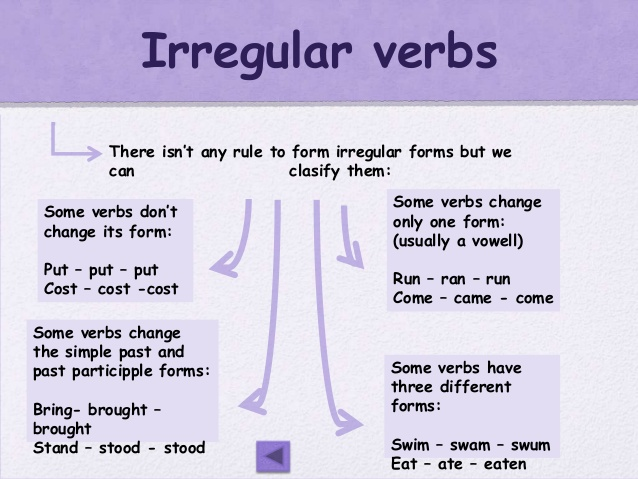 Irregular verbs
There isn't any rule to form irregular forms but we
can clasify them:
Some verbs don't
change its form:
Put – put – put
Cost – cost -cost
Some verbs change
only one form:
(usually a vowell)
Run – ran – run
Come – came - come
Some verbs change
the simple past and
past participple forms:
Bring- brought –
brought
Stand – stood - stood
Some verbs have
three different
forms:
Swim – swam – swum
Eat – ate – eaten